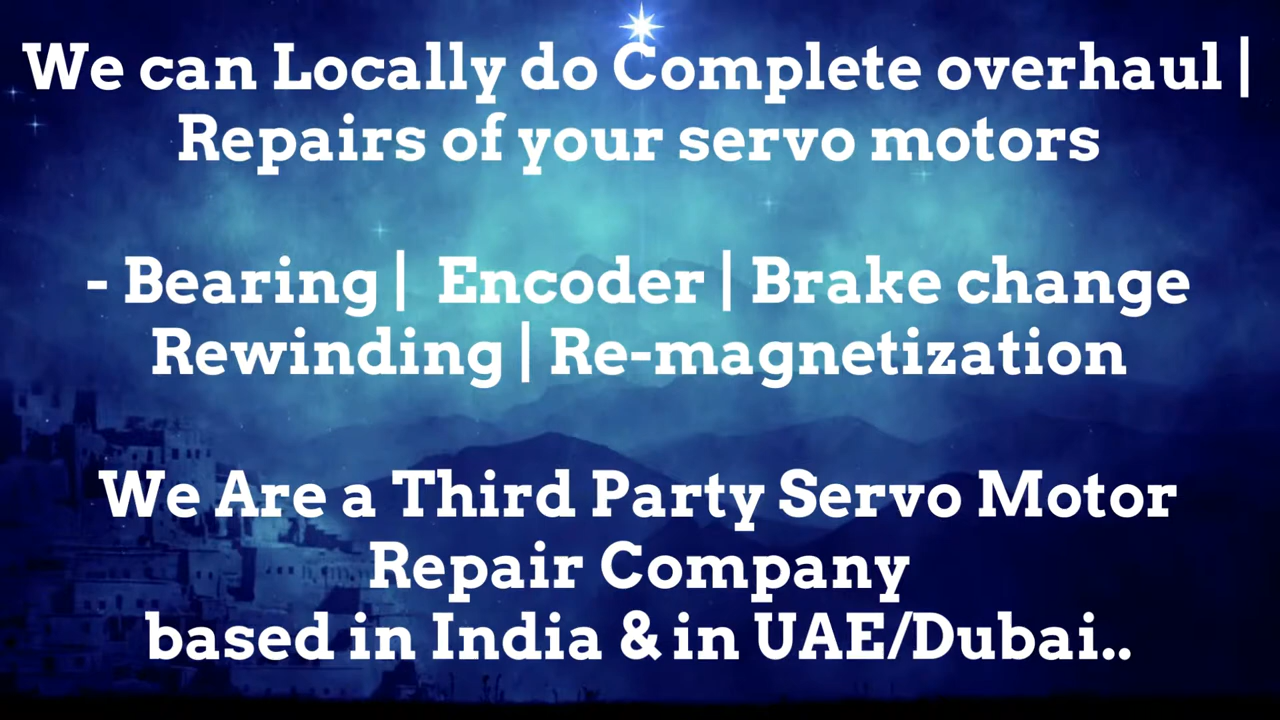 We can Locally do Complete overhaul |
Repairs of your servo motors
- Bearing | Encoder | Brake change
Rewinding | Re-magnetization
We Are a Third Party Servo Motor
Repair Company
based in India & in UAE/Dubai..